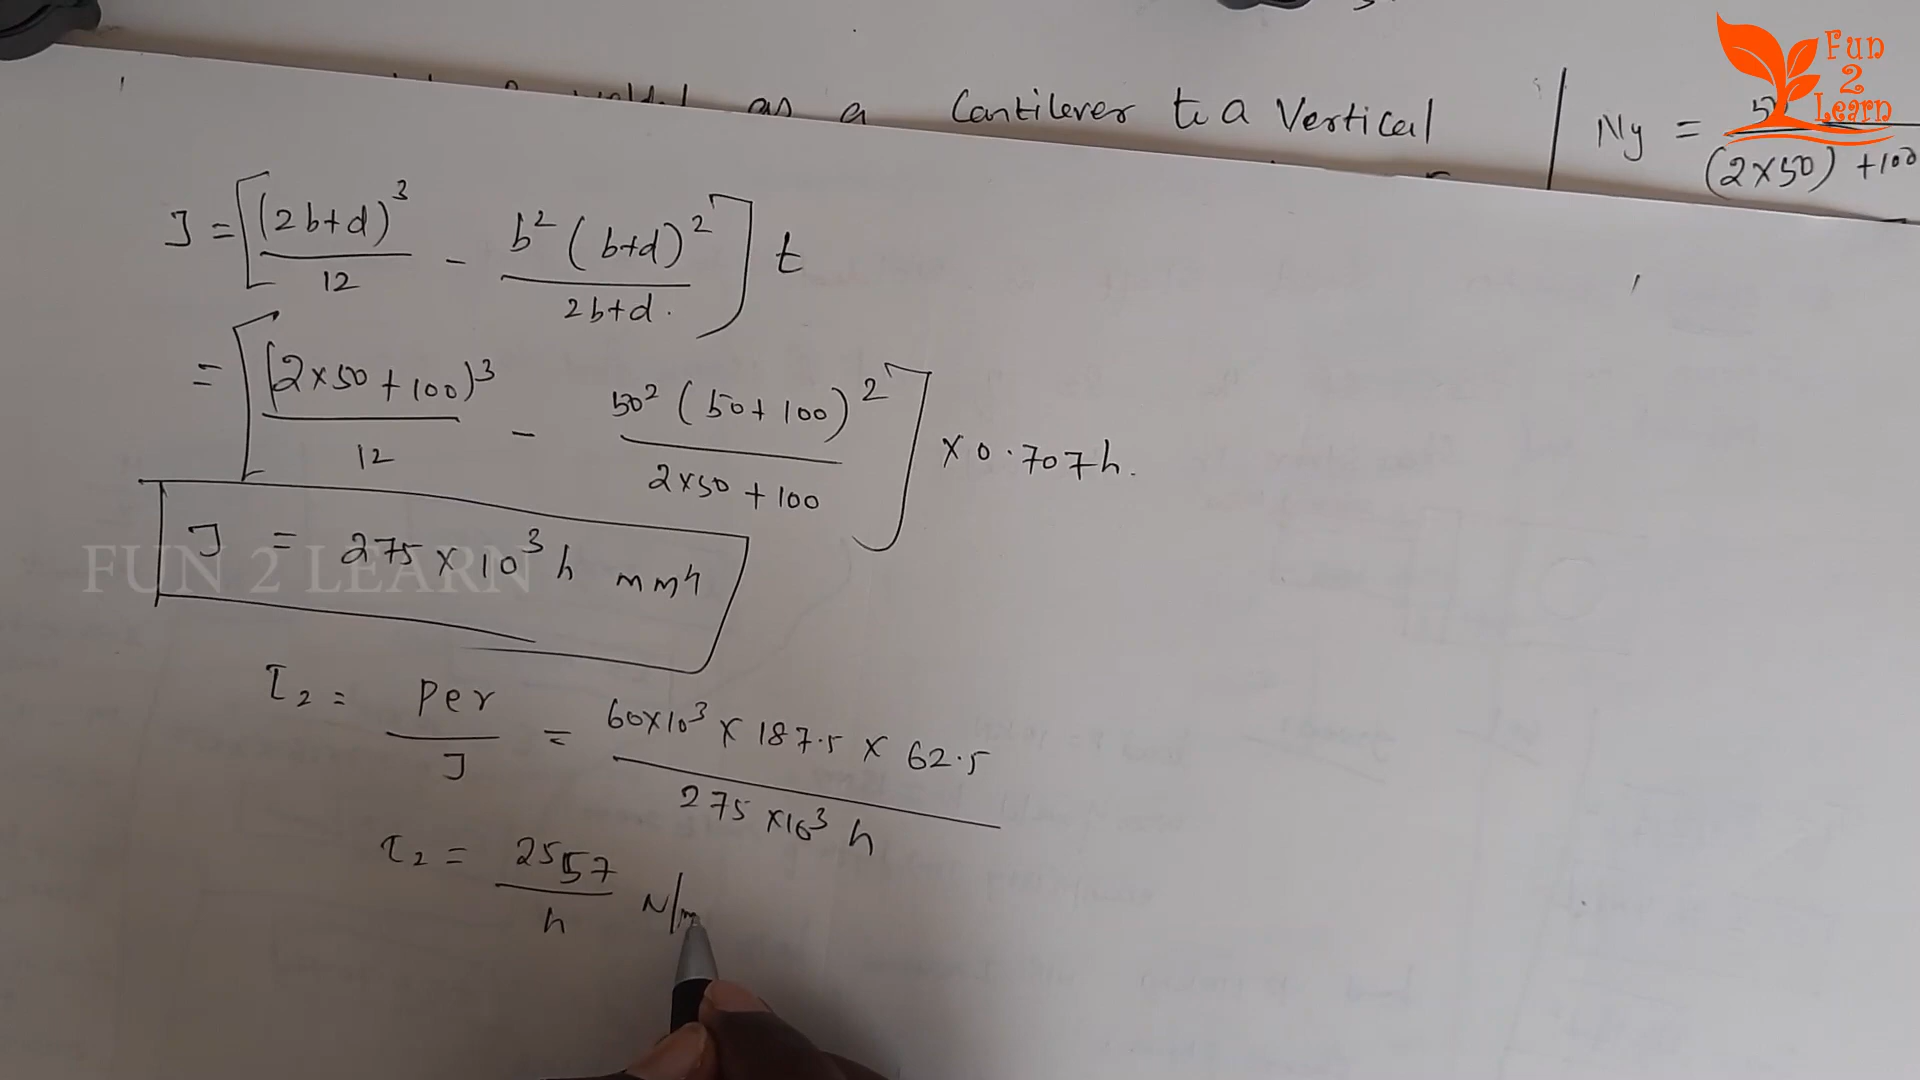 as a Cantilever to a Vertical
Ny =
(2×50) +100
Fun
2
Learn
J = [(2b+d)³/12 - b²(b+d)²/2b+d.] t
= [(2×50+100)³/12 - 50²(50+100)²/2×50+100] × 0.707h.
J = 275×10³ h mm4
FUN 2 LEARN
τ₂ = Per/J = 60×10³ × 187.5 × 62.5/275×10³ h
τ₂ = 2557/h N/m